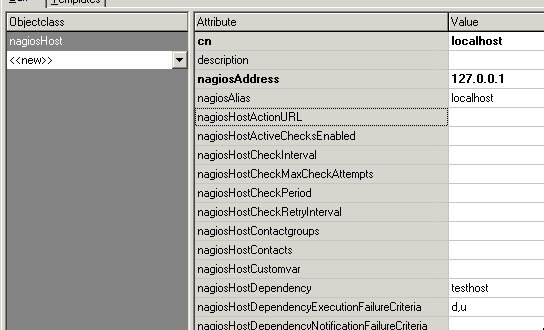 Templates
Objectclass
Attribute Value
nagiosHost cn localhost
<<new>> description
nagiosAddress 127.0.0.1
nagiosAlias localhost
nagiosHostActionURL
nagiosHostActiveChecksEnabled
nagiosHostCheckInterval
nagiosHostCheckMaxCheckAttempts
nagiosHostCheckPeriod
nagiosHostCheckRetryInterval
nagiosHostContactgroups
nagiosHostContacts
nagiosHostCustomvar
nagiosHostDependency testhost
nagiosHostDependencyExecutionFailureCriteria d,u
nagiosHostDependencyNotificationFailureCriteria